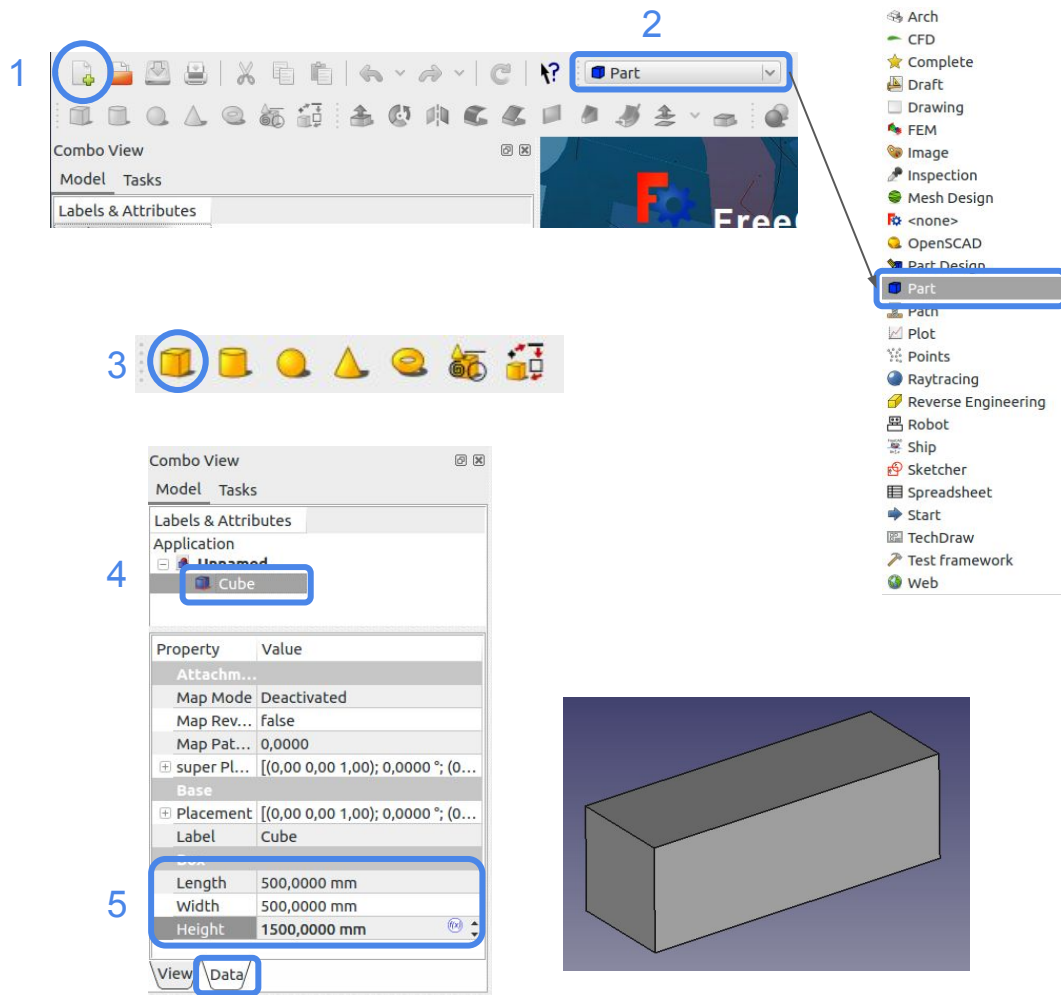 1
2
Part
Combo View
Model Tasks
Labels & Attributes
Free
Arch
CFD
Complete
Draft
Drawing
FEM
Image
Inspection
Mesh Design
<none>
OpenSCAD
Part Design
Part
Path
Plot
Points
Raytracing
Reverse Engineering
Robot
Ship
Sketcher
Spreadsheet
Start
TechDraw
Test framework
Web
3
Combo View
Model Tasks
Labels & Attributes
Application
Unnamed
4
Cube
Property Value
Attachm...
Map Mode Deactivated
Map Rev... false
Map Pat... 0,0000
super Pl... [(0,00 0,00 1,00); 0,0000 °; (0...
Base
Placement [(0,00 0,00 1,00); 0,0000 °; (0...
Label Cube
Box
5
Length 500,0000 mm
Width 500,0000 mm
Height 1500,0000 mm
View Data